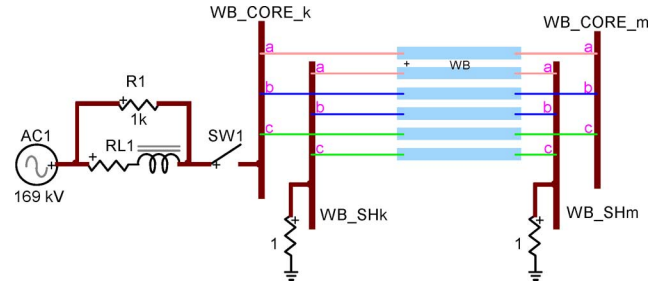 WB_CORE_k
WB_CORE_m
a
a
a
+
WB
a
R1
+
1k
b
b
b
b
AC1
RL1
SW1
c
c
+
+
+
c
c
169 kV
WB_SHk
WB_SHm
+
1
+
1